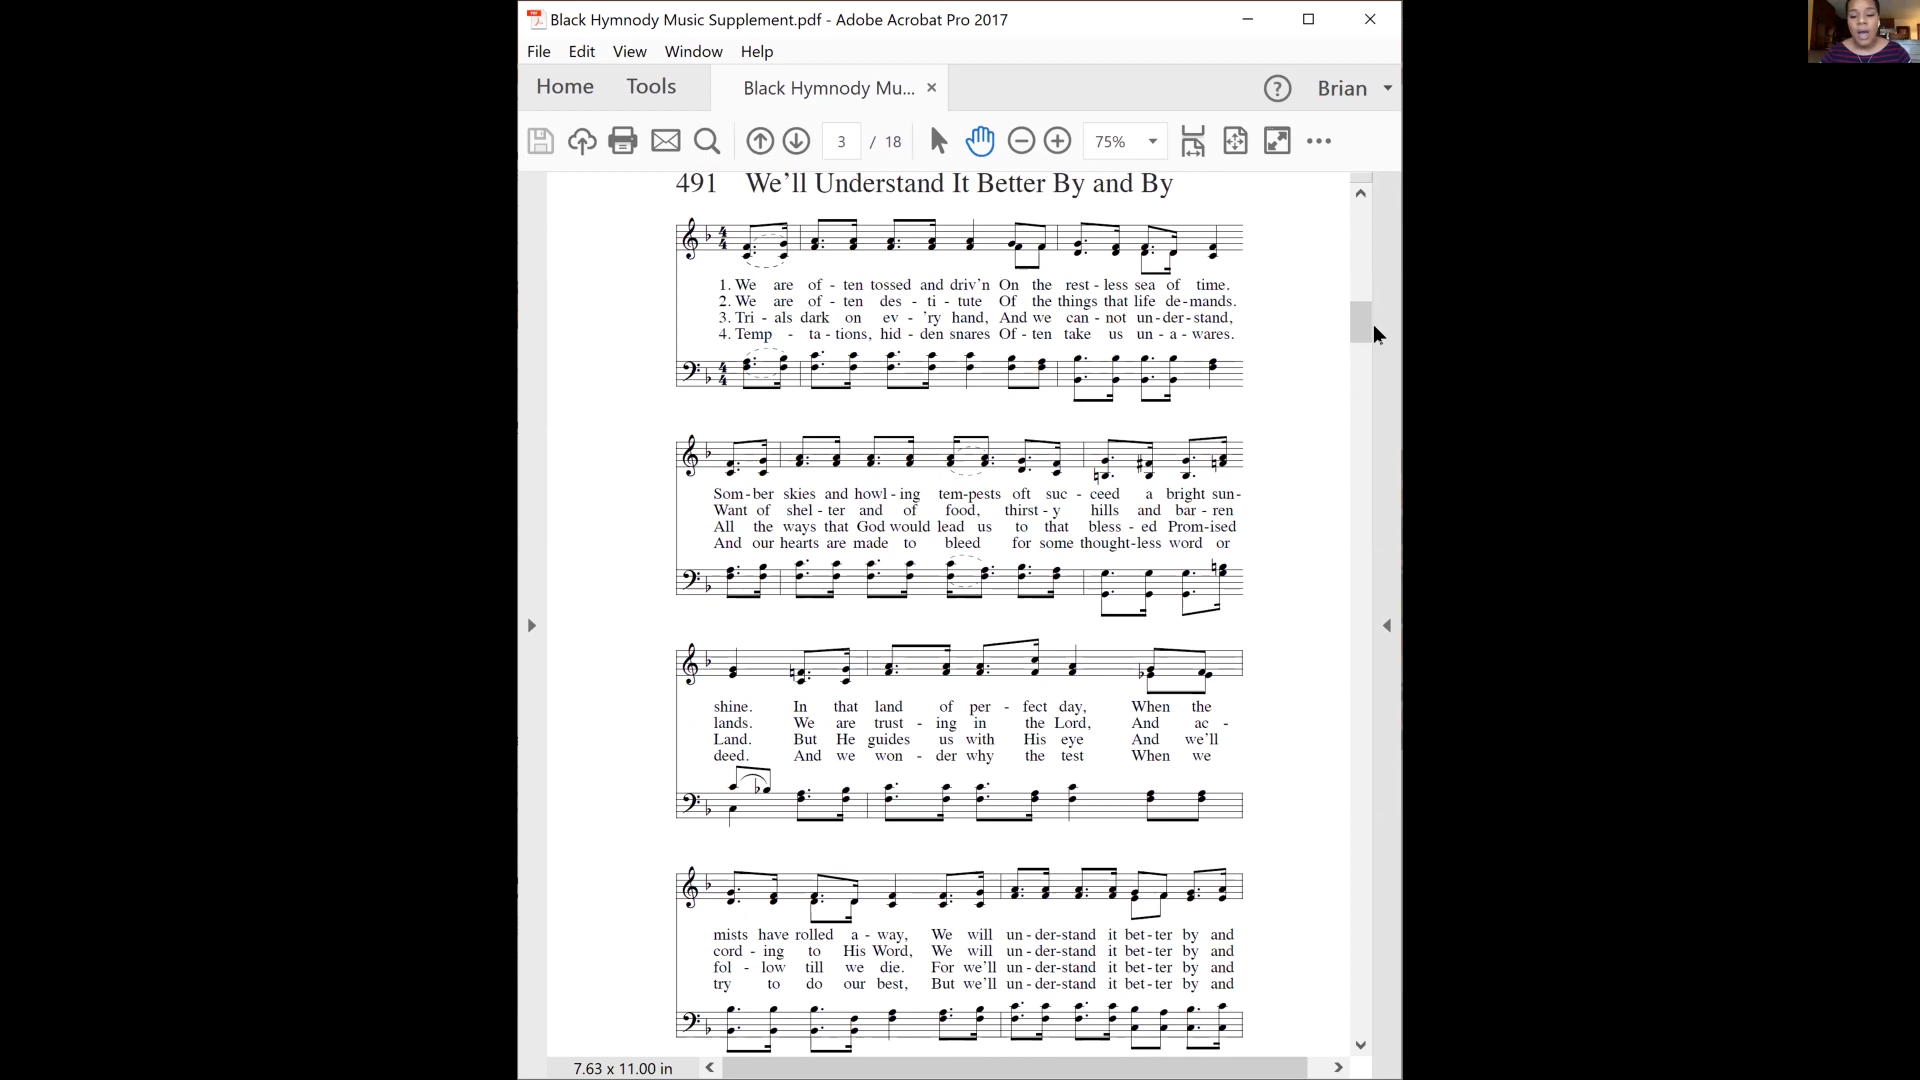 Black Hymnody Music Supplement.pdf - Adobe Acrobat Pro 2017
File Edit View Window Help
Home Tools Black Hymnody Mu... × ? Brian
3 / 18 75%
491 We’ll Understand It Better By and By
1. We are of - ten tossed and driv’n On the rest - less sea of time.
2. We are of - ten des - ti - tute Of the things that life de - mands.
3. Tri - als dark on ev - ’ry hand, And we can - not un - der - stand,
4. Temp - ta - tions, hid - den snares Of - ten take us un - a - wares.
Som - ber skies and howl - ing tem - pests oft suc - ceed a bright sun -
Want of shel - ter and of food, thirst - y hills and bar - ren
All the ways that God would lead us to that bless - ed Prom - ised
And our hearts are made to bleed for some thought - less word or
shine. In that land of per - fect day, When the
lands. We are trust - ing in the Lord, And ac -
Land. But He guides us with His eye And we’ll
deed. And we won - der why the test When we
mists have rolled a - way, We will un - der - stand it bet - ter by and
cord - ing to His Word, We will un - der - stand it bet - ter by and
fol - low till we die. For we’ll un - der - stand it bet - ter by and
try to do our best, But we’ll un - der - stand it bet - ter by and
7.63 x 11.00 in